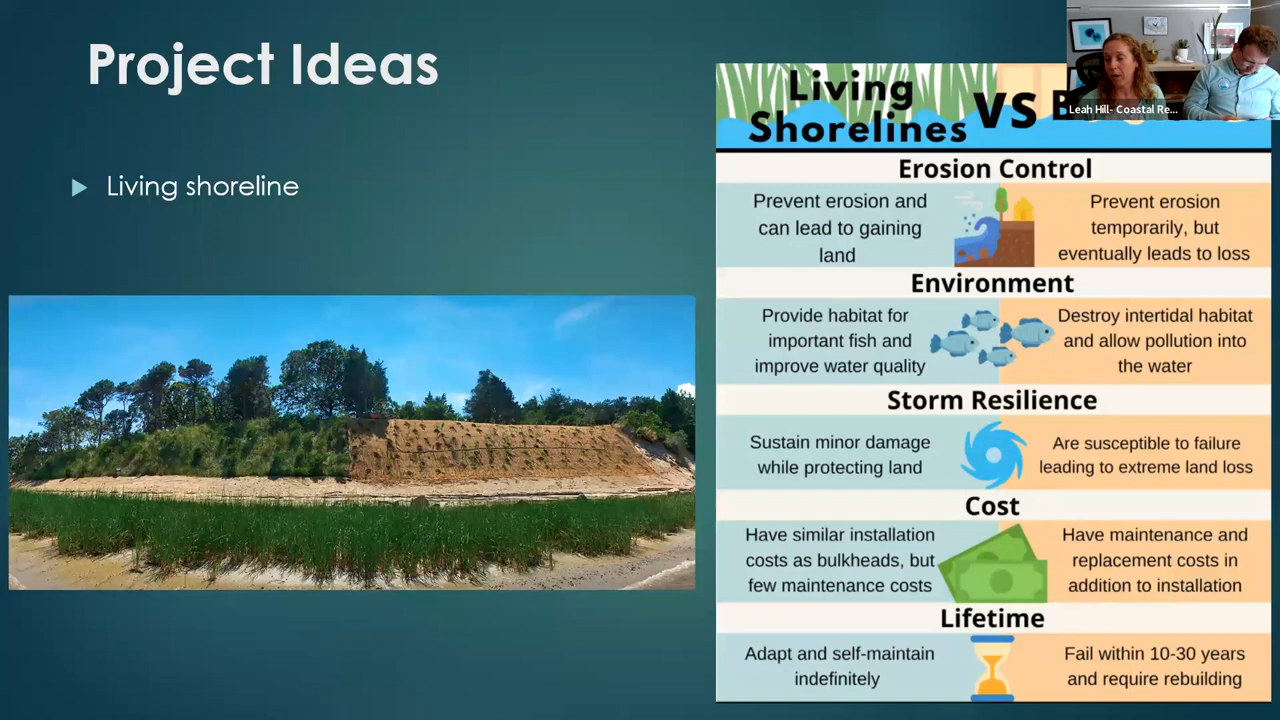 Project Ideas
Living shoreline
Living
Shorelines
VS
Leah Hill- Coastal Re...
Erosion Control
Prevent erosion and
can lead to gaining
land
Prevent erosion
temporarily, but
eventually leads to loss
Environment
Provide habitat for
important fish and
improve water quality
Destroy intertidal habitat
and allow pollution into
the water
Storm Resilience
Sustain minor damage
while protecting land
Are susceptible to failure
leading to extreme land loss
Cost
Have similar installation
costs as bulkheads, but
few maintenance costs
Have maintenance and
replacement costs in
addition to installation
Lifetime
Adapt and self-maintain
indefinitely
Fail within 10-30 years
and require rebuilding